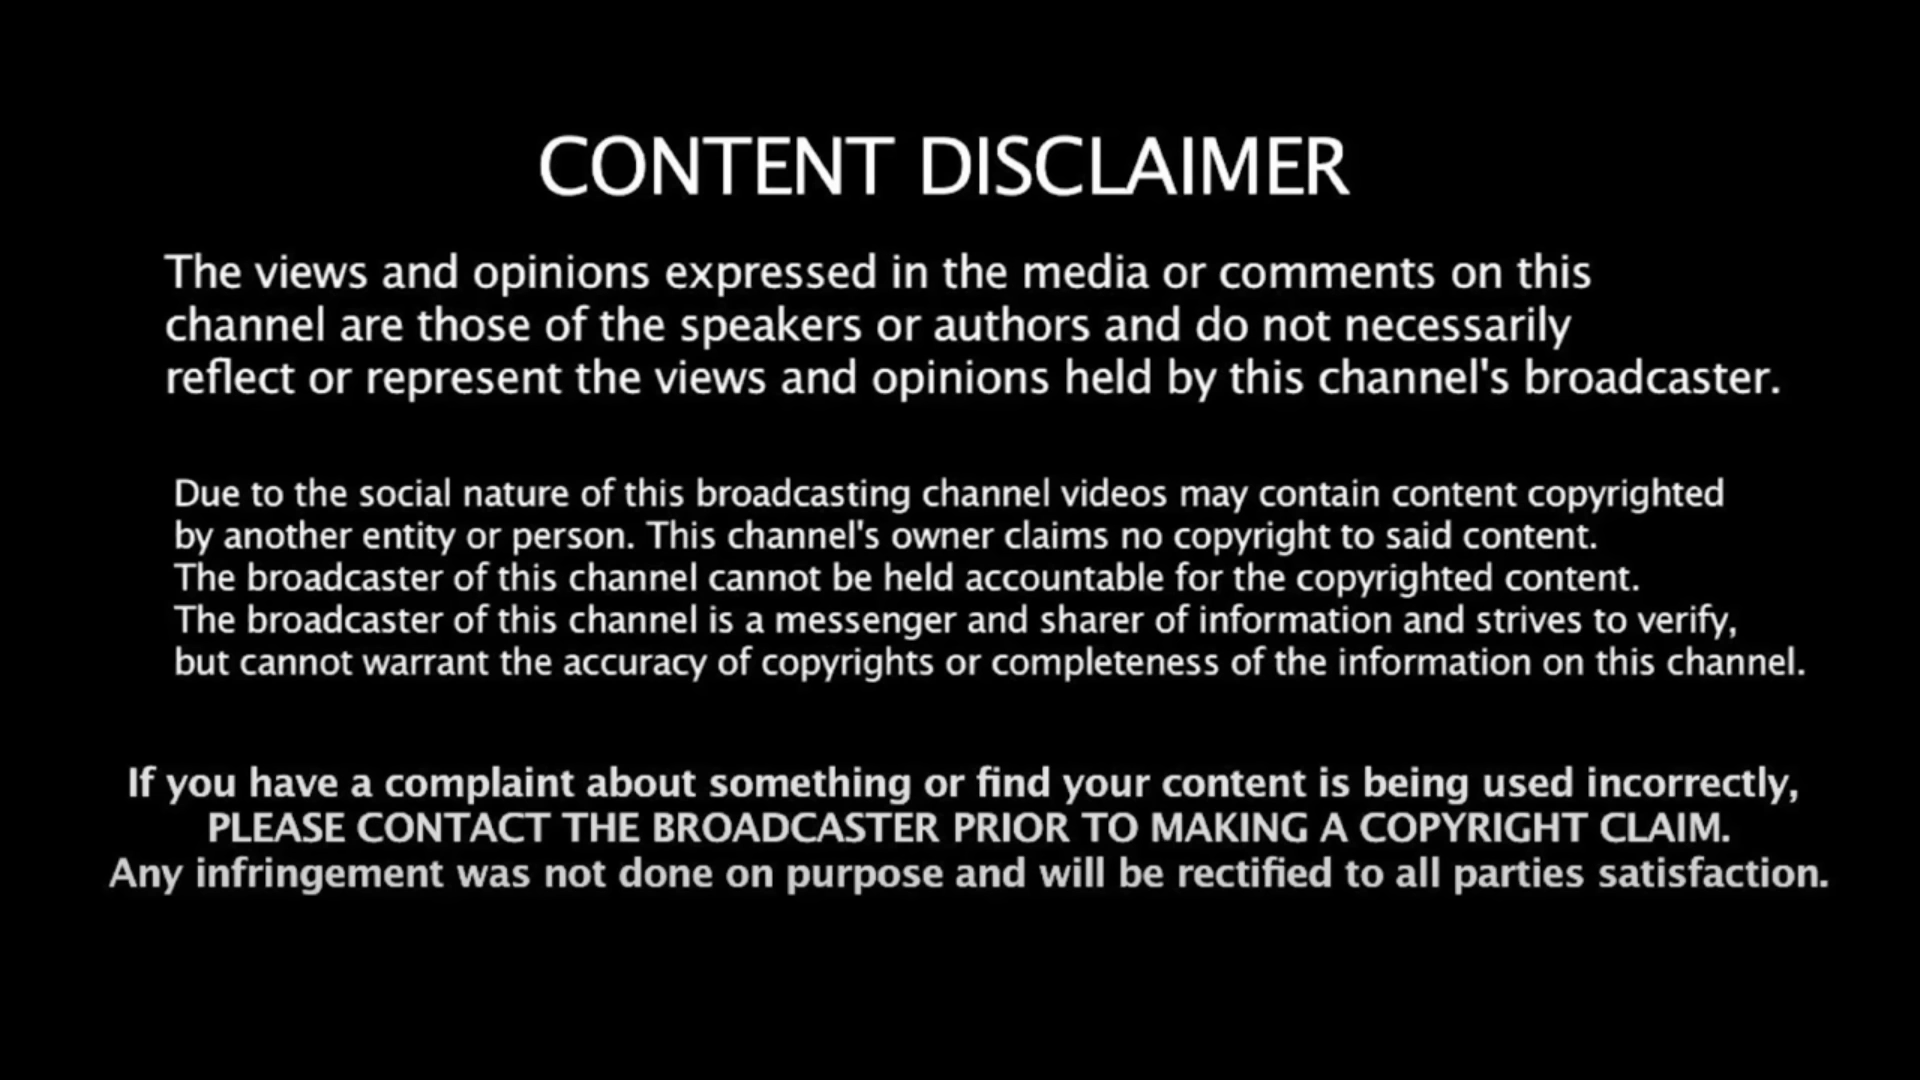 CONTENT DISCLAIMER
The views and opinions expressed in the media or comments on this
channel are those of the speakers or authors and do not necessarily
reflect or represent the views and opinions held by this channel's broadcaster.
Due to the social nature of this broadcasting channel videos may contain content copyrighted
by another entity or person. This channel's owner claims no copyright to said content.
The broadcaster of this channel cannot be held accountable for the copyrighted content.
The broadcaster of this channel is a messenger and sharer of information and strives to verify,
but cannot warrant the accuracy of copyrights or completeness of the information on this channel.
If you have a complaint about something or find your content is being used incorrectly,
PLEASE CONTACT THE BROADCASTER PRIOR TO MAKING A COPYRIGHT CLAIM.
Any infringement was not done on purpose and will be rectified to all parties satisfaction.